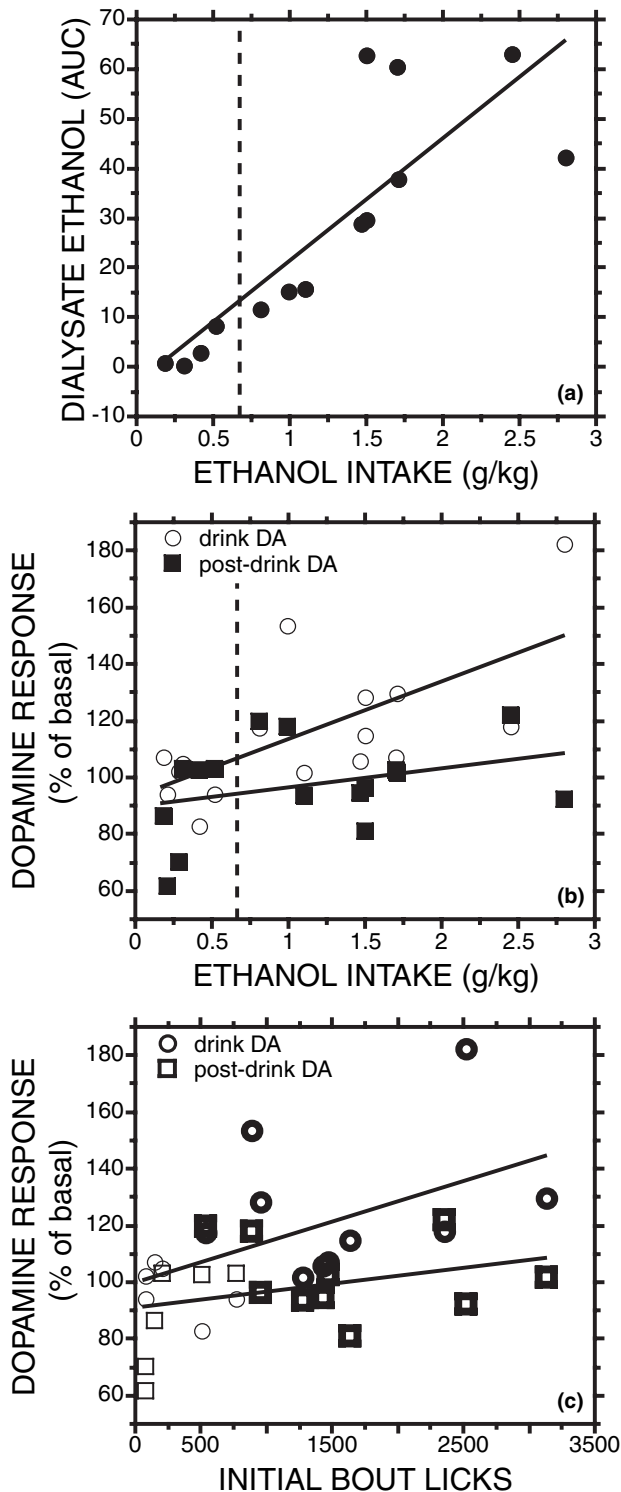 70
60
50
40
30
20
10
0
-10
DIALYSATE ETHANOL (AUC)
(a)
0 0.5 1 1.5 2 2.5 3
ETHANOL INTAKE (g/kg)
drink DA
post-drink DA
180
160
140
120
100
80
60
DOPAMINE RESPONSE
(% of basal)
(b)
0 0.5 1 1.5 2 2.5 3
ETHANOL INTAKE (g/kg)
drink DA
post-drink DA
180
160
140
120
100
80
60
DOPAMINE RESPONSE
(% of basal)
(c)
0 500 1500 2500 3500
INITIAL BOUT LICKS